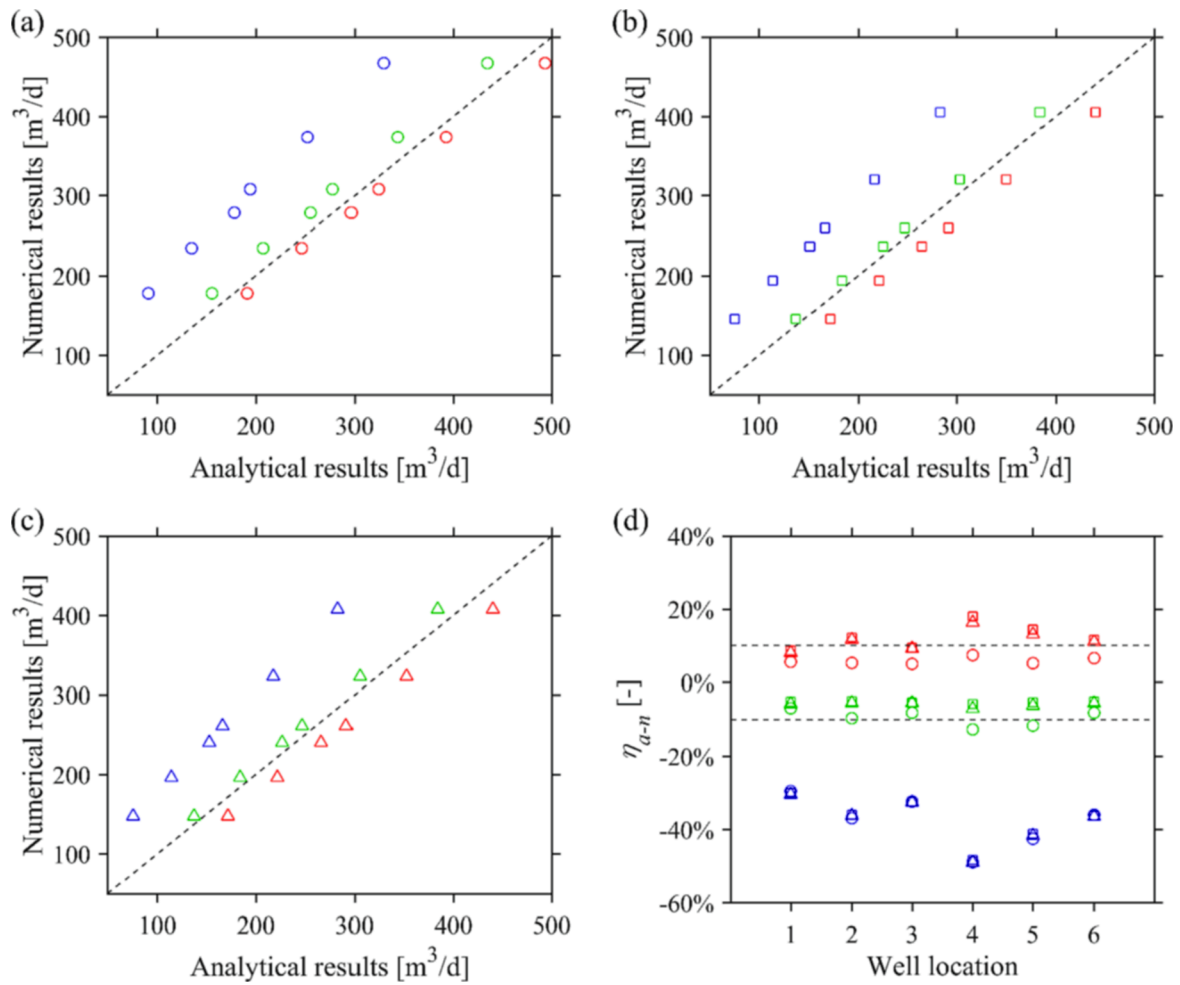 (a)
500
400
300
200
100
Numerical results [m³/d]
100 200 300 400 500
Analytical results [m³/d]
(b)
500
400
300
200
100
Numerical results [m³/d]
100 200 300 400 500
Analytical results [m³/d]
(c)
500
400
300
200
100
Numerical results [m³/d]
100 200 300 400 500
Analytical results [m³/d]
(d)
40%
20%
0%
-20%
-40%
-60%
η a-n [-]
1 2 3 4 5 6
Well location